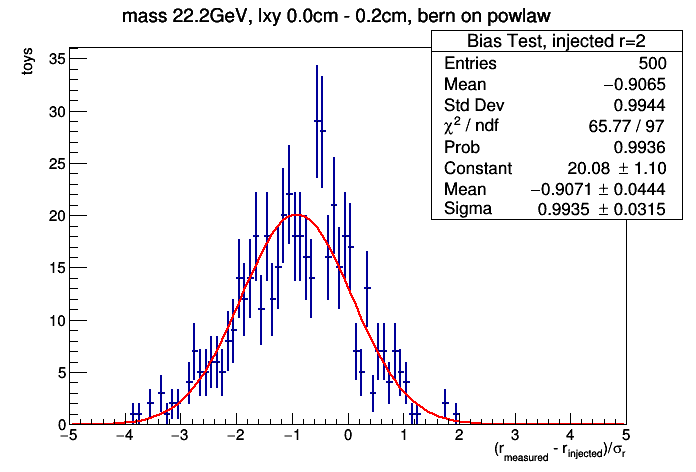 mass 22.2GeV, lxy 0.0cm - 0.2cm, bern on powlaw
Bias Test, injected r=2
Entries 500
Mean −0.9065
Std Dev 0.9944
χ² / ndf 65.77 / 97
Prob 0.9936
Constant 20.08 ± 1.10
Mean −0.9071 ± 0.0444
Sigma 0.9935 ± 0.0315
toys
35
30
25
20
15
10
5
0
−5 −4 −3 −2 −1 0 1 2 3 4 5
(r_measured - r_injected)/σ_r